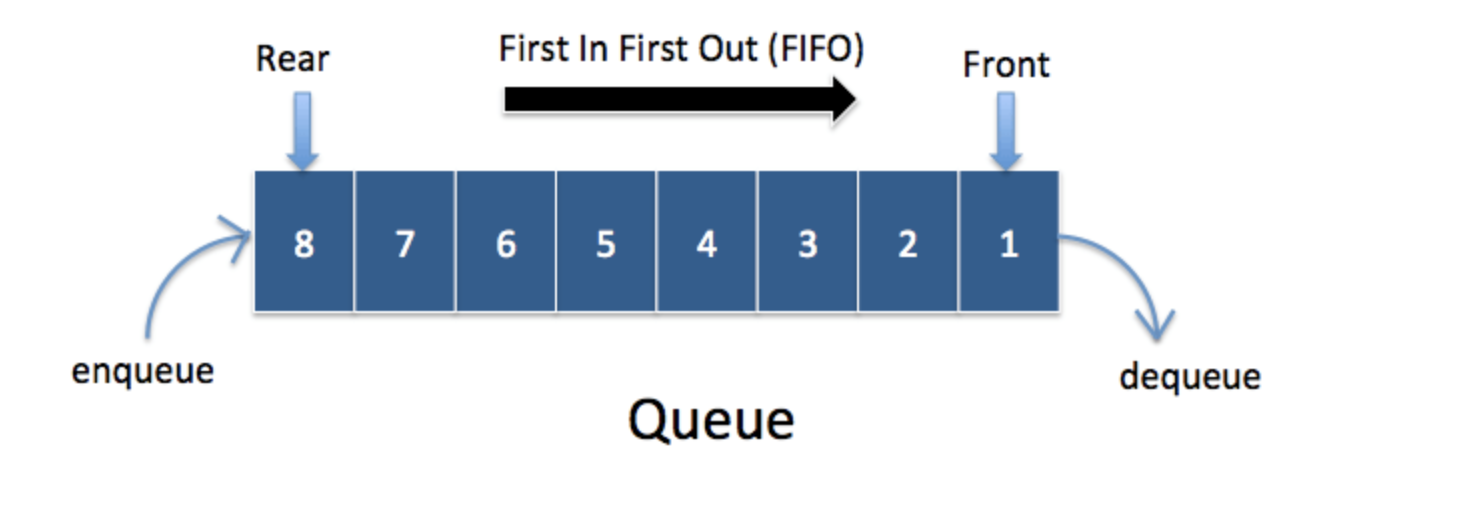 Rear
First In First Out (FIFO)
Front
8 7 6 5 4 3 2 1
enqueue
dequeue
Queue